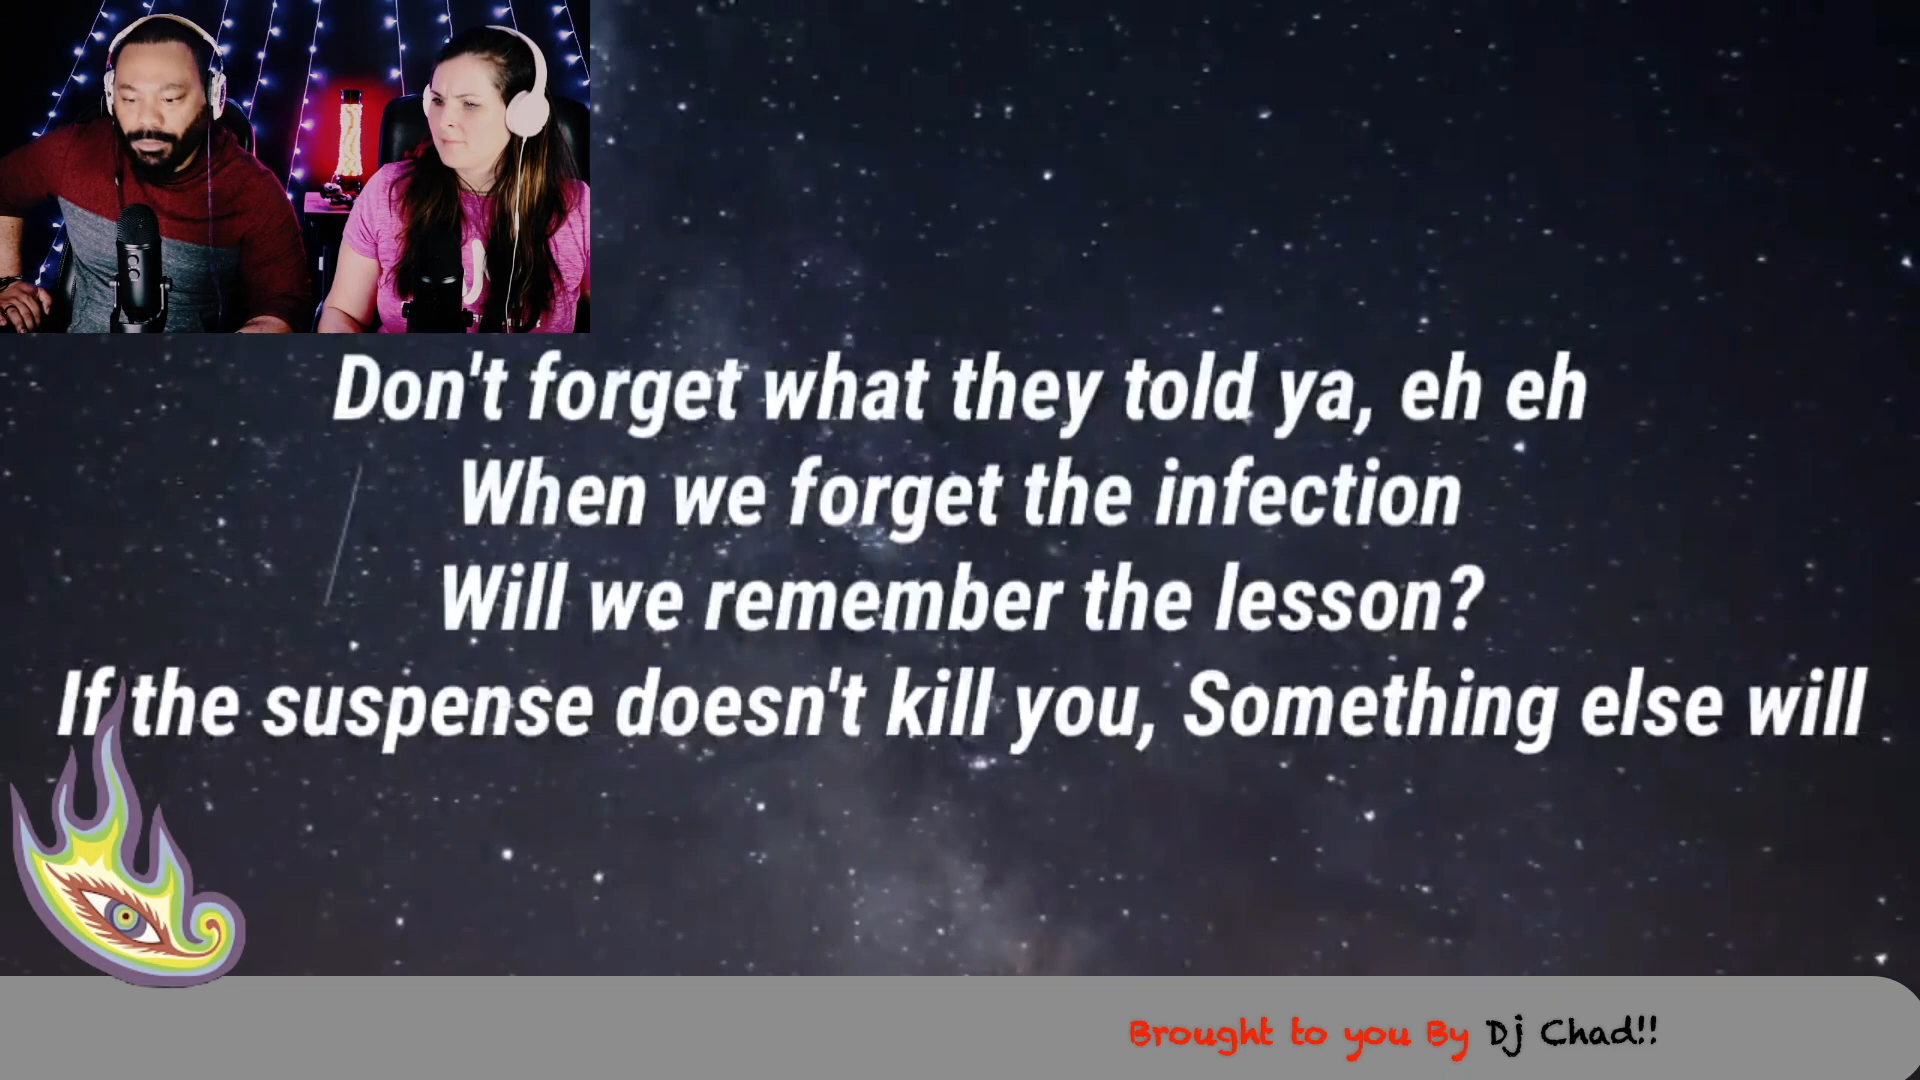 Don't forget what they told ya, eh eh
When we forget the infection
Will we remember the lesson?
If the suspense doesn't kill you, Something else will
Brought to you By Dj Chad!!